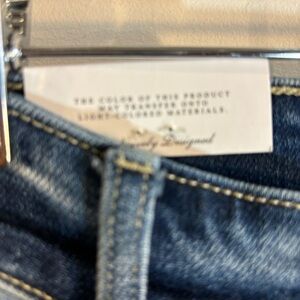 THE COLOR OF THIS PRODUCT
MAY TRANSFER ONTO
LIGHT-COLORED MATERIALS.
Designed